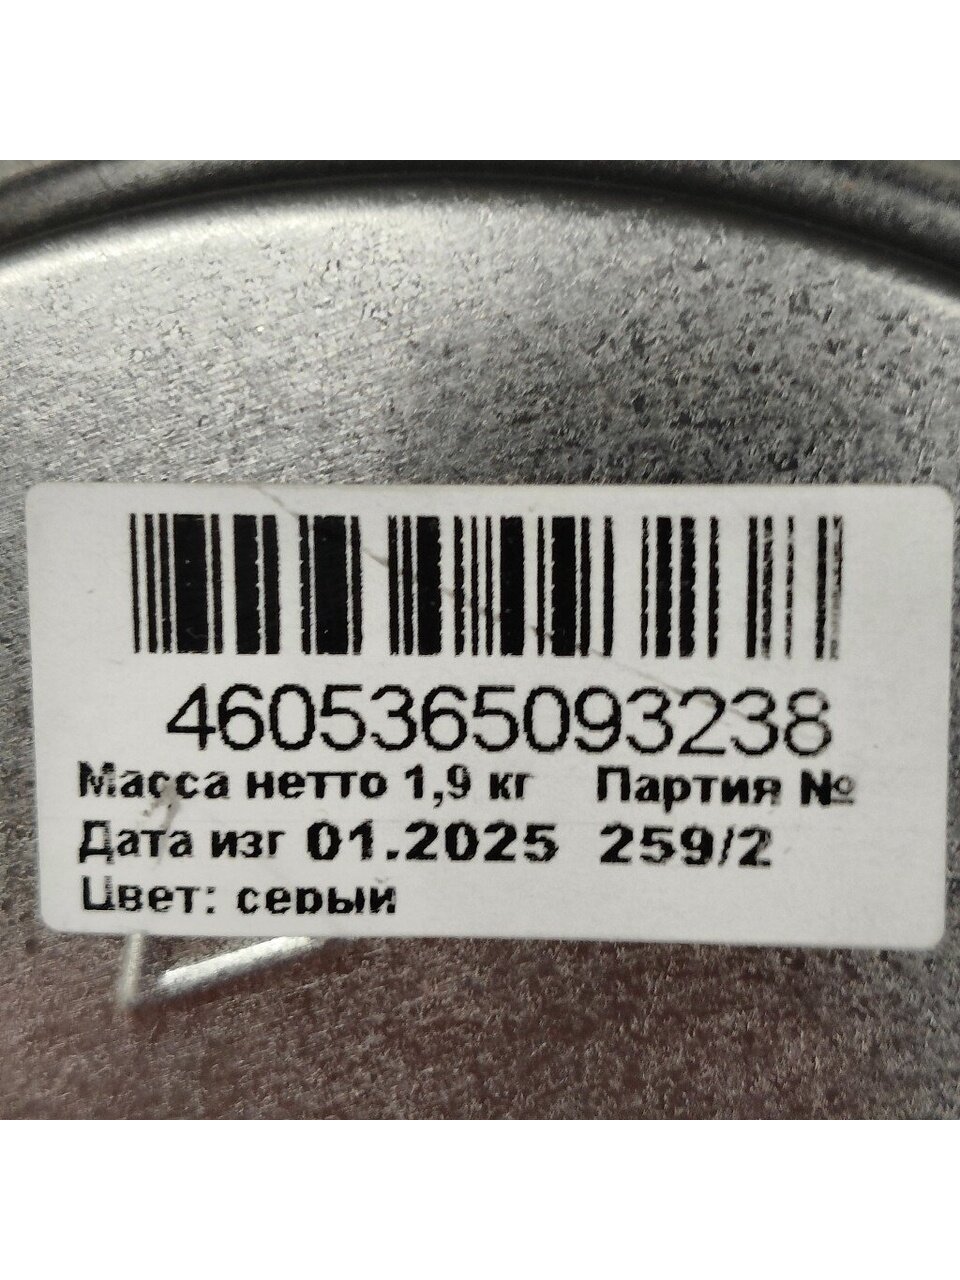 4605365093238
Масса нетто 1,9 кг Партия №
Дата изг 01.2025 259/2
Цвет: серый